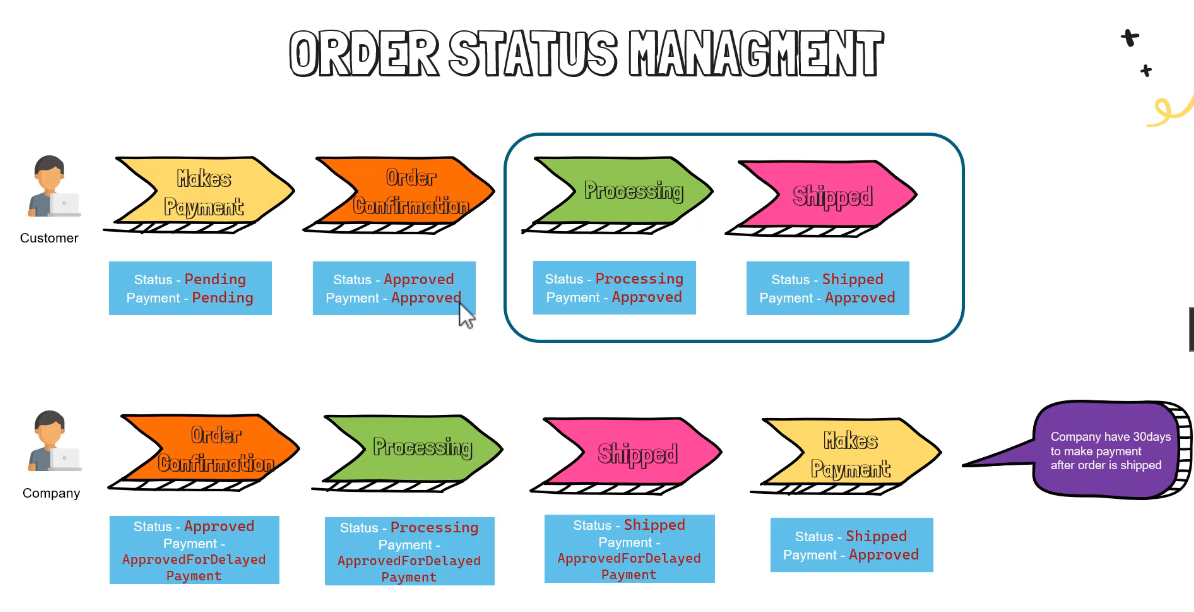 ORDER STATUS MANAGMENT
Makes
Payment
Order
Confirmation
Processing
Shipped
Customer
Status - Pending
Payment - Pending
Status - Approved
Payment - Approved
Status - Processing
Payment - Approved
Status - Shipped
Payment - Approved
Order
Confirmation
Processing
Shipped
Makes
Payment
Company have 30days
to make payment
after order is shipped
Company
Status - Approved
Payment -
ApprovedForDelayed
Payment
Status - Processing
Payment -
ApprovedForDelayed
Payment
Status - Shipped
Payment -
ApprovedForDelayed
Payment
Status - Shipped
Payment - Approved